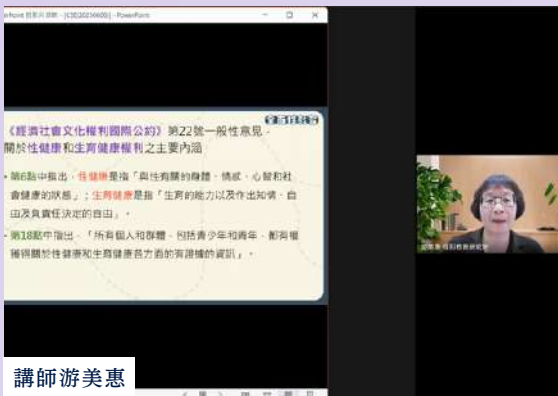 《經濟社會文化權利國際公約》第22號一般性意見，
關於性健康和生育健康權利之主要內涵
• 第6點中指出，性健康是指「與性有關的身體、情感、心智和社
會健康的狀態」；生育健康是指「生育的能力以及作出知情、自
由及負責任決定的自由」。
• 第18點中指出，「所有個人和群體，包括青少年和青年，都有權
獲得關於性健康和生育健康各方面的有證據的資訊」。
講師游美惠